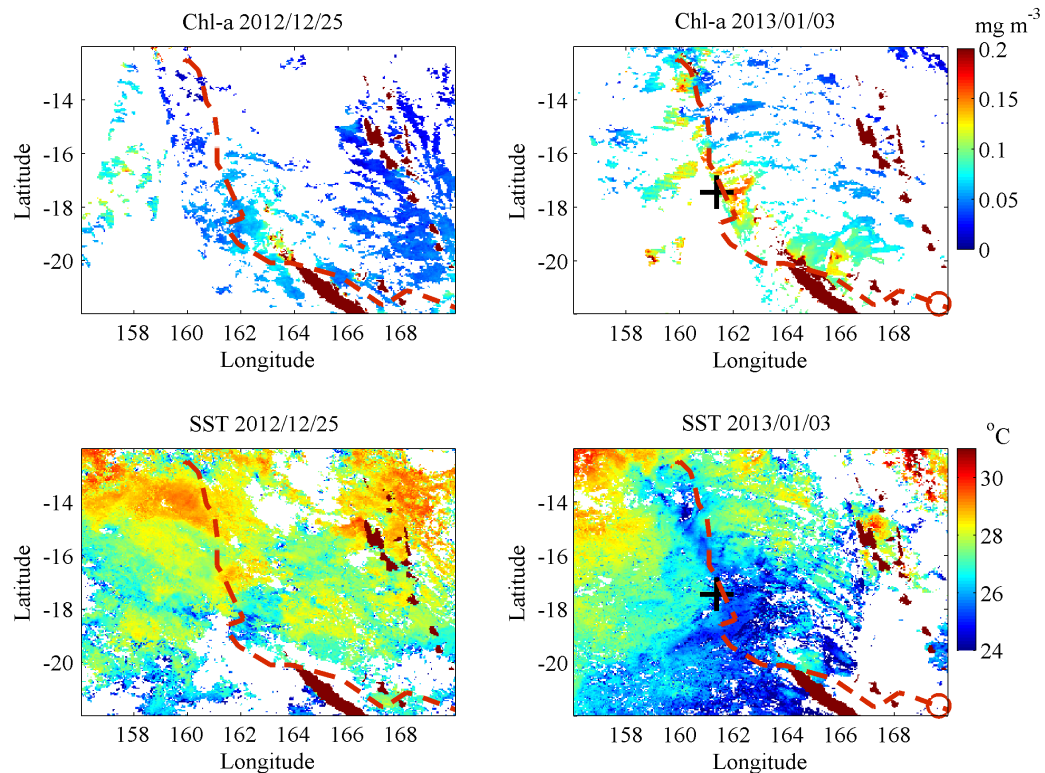 Chl-a 2012/12/25
Chl-a 2013/01/03
mg m-3
-14
-16
-18
-20
Latitude
158 160 162 164 166 168
Longitude
-14
-16
-18
-20
Latitude
158 160 162 164 166 168
Longitude
0.2
0.15
0.1
0.05
0
SST 2012/12/25
SST 2013/01/03
oC
-14
-16
-18
-20
Latitude
158 160 162 164 166 168
Longitude
-14
-16
-18
-20
Latitude
158 160 162 164 166 168
Longitude
30
28
26
24